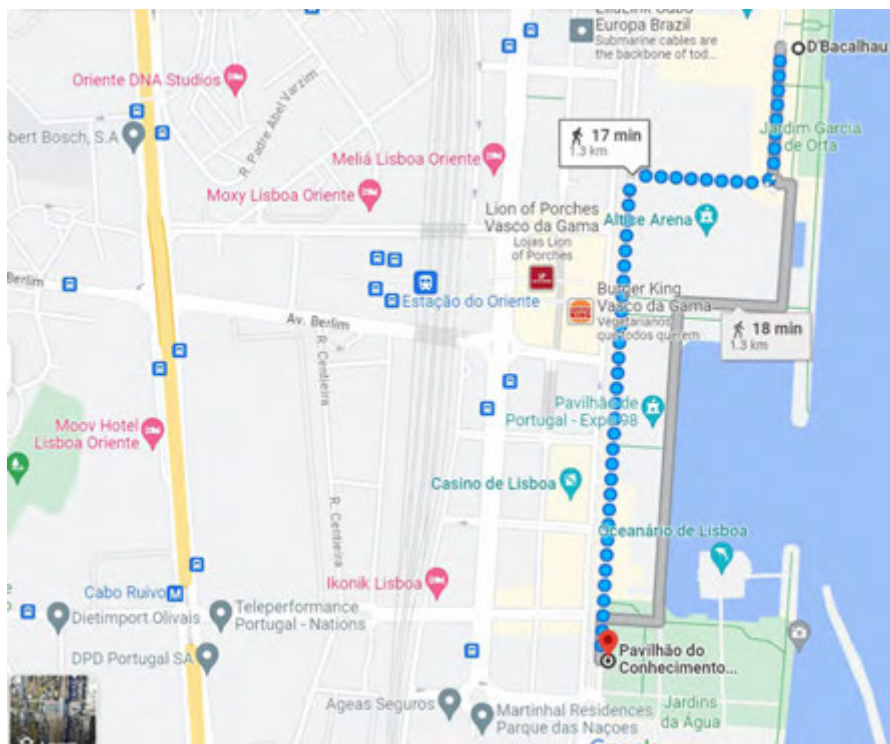 Europa Brazil
Submarine cables are
the backbone of tod...
D'Bacalhau
Oriente DNA Studios
R. Padre Abel Varzim
bert Bosch, S.A
17 min
1.3 km
Jardim Garcia
de Orta
Meliá Lisboa Oriente
Moxy Lisboa Oriente
Altice Arena
Lion of Porches
Vasco da Gama
Lojas Lion
of Porches
Estação do Oriente
Burger King
Vasco da Gama
Vegetarianos
que todos querem
18 min
1.3 km
Berlim
Av. Berlim
R. Centieira
Pavilhão de
Portugal - Expo 98
Moov Hotel
Lisboa Oriente
Casino de Lisboa
R. Centieira
Oceanário de Lisboa
Ikonik Lisboa
Cabo Ruivo
M
Dietimport Olivais
Teleperformance
Portugal - Nations
DPD Portugal SA
Pavilhão do
Conhecimento...
Ageas Seguros
Martinhal Residences
Parque das Naçoes
Jardins
da Água